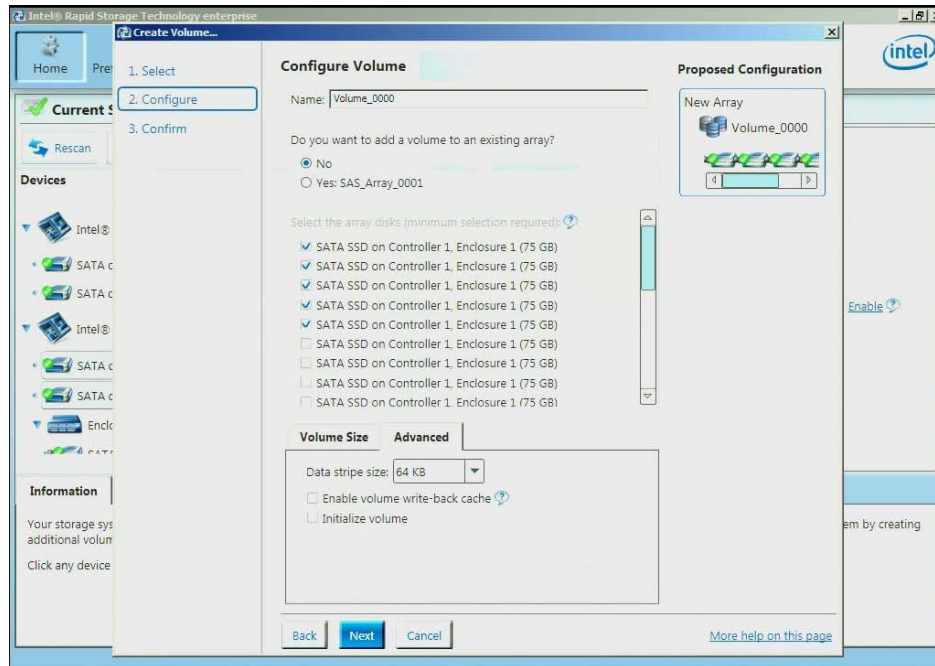 Intel® Rapid Storage Technology enterprise
Create Volume...
Home
Pre
intel
1. Select
2. Configure
3. Confirm
Configure Volume
Name: Volume_0000
Do you want to add a volume to an existing array?
No
Yes: SAS_Array_0001
Select the array disks (minimum selection required):
SATA SSD on Controller 1, Enclosure 1 (75 GB)
SATA SSD on Controller 1, Enclosure 1 (75 GB)
SATA SSD on Controller 1, Enclosure 1 (75 GB)
SATA SSD on Controller 1, Enclosure 1 (75 GB)
SATA SSD on Controller 1, Enclosure 1 (75 GB)
SATA SSD on Controller 1, Enclosure 1 (75 GB)
SATA SSD on Controller 1, Enclosure 1 (75 GB)
SATA SSD on Controller 1, Enclosure 1 (75 GB)
SATA SSD on Controller 1, Enclosure 1 (75 GB)
Volume Size
Advanced
Data stripe size: 64 KB
Enable volume write-back cache
Initialize volume
Back
Next
Cancel
More help on this page
Proposed Configuration
New Array
Volume_0000
Current S
Rescan
Devices
Intel®
SATA
SATA
Intel®
SATA
SATA
Enclo
Enable
Information
Your storage sys
em by creating
additional volum
Click any device